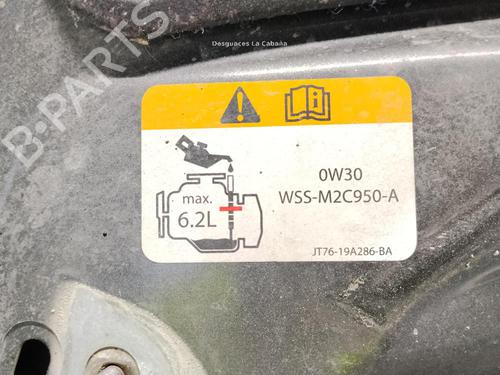 Desguaces La Cabaña
B-PARTS
max.
6.2L
0W30
WSS-M2C950-A
JT76-19A286-BA